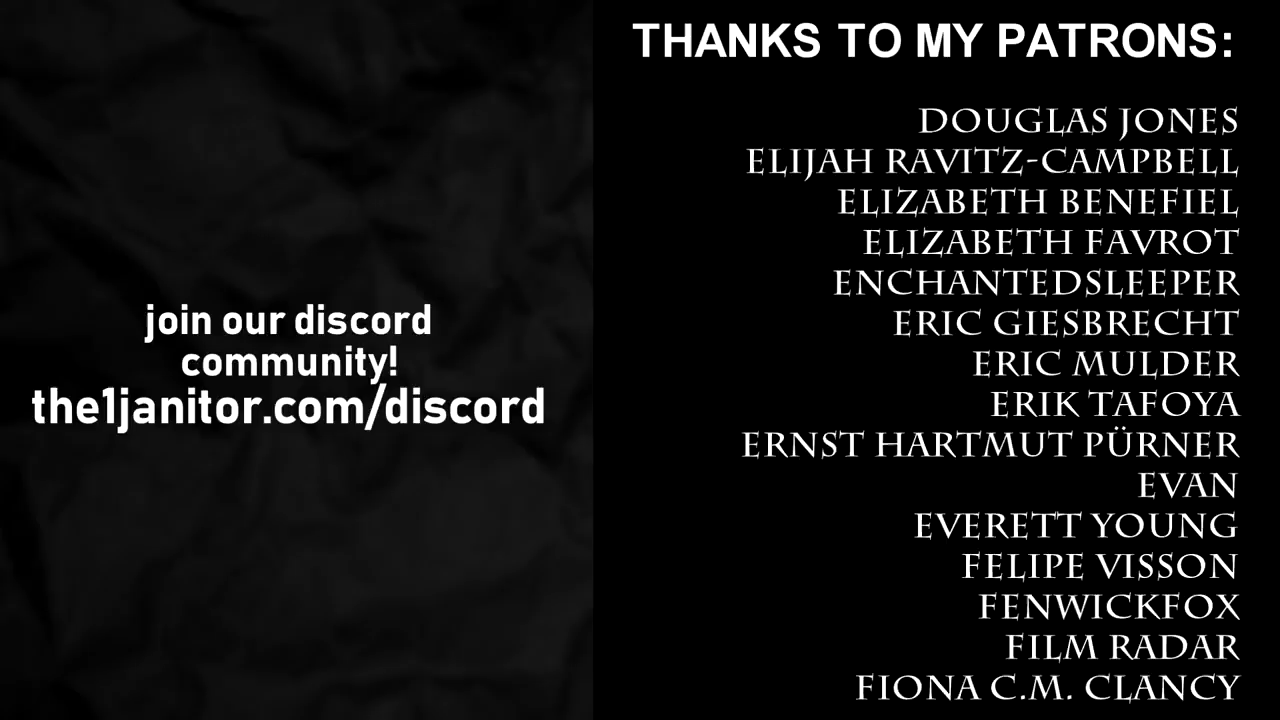 join our discord
community!
the1janitor.com/discord
THANKS TO MY PATRONS:
DOUGLAS JONES
ELIJAH RAVITZ-CAMPBELL
ELIZABETH BENEFIEL
ELIZABETH FAVROT
ENCHANTEDSLEEPER
ERIC GIESBRECHT
ERIC MULDER
ERIK TAFOYA
ERNST HARTMUT PÜRNER
EVAN
EVERETT YOUNG
FELIPE VISSON
FENWICKFOX
FILM RADAR
FIONA C.M. CLANCY